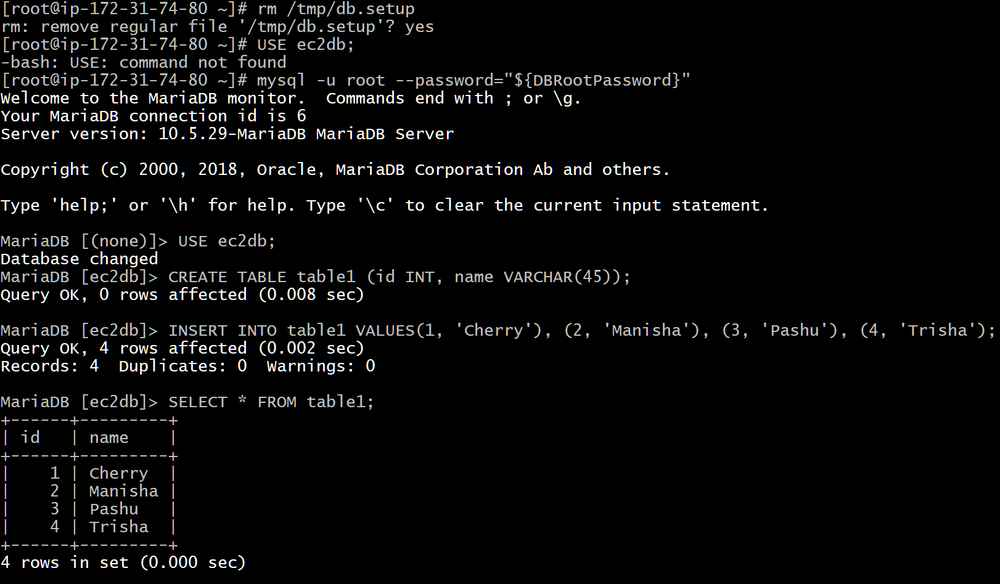 [root@ip-172-31-74-80 ~]# rm /tmp/db.setup
rm: remove regular file '/tmp/db.setup'? yes
[root@ip-172-31-74-80 ~]# USE ec2db;
-bash: USE: command not found
[root@ip-172-31-74-80 ~]# mysql -u root --password="${DBRootPassword}"
Welcome to the MariaDB monitor.  Commands end with ; or \g.
Your MariaDB connection id is 6
Server version: 10.5.29-MariaDB MariaDB Server

Copyright (c) 2000, 2018, Oracle, MariaDB Corporation Ab and others.

Type 'help;' or '\h' for help. Type '\c' to clear the current input statement.

MariaDB [(none)]> USE ec2db;
Database changed
MariaDB [ec2db]> CREATE TABLE table1 (id INT, name VARCHAR(45));
Query OK, 0 rows affected (0.008 sec)

MariaDB [ec2db]> INSERT INTO table1 VALUES(1, 'Cherry'), (2, 'Manisha'), (3, 'Pashu'), (4, 'Trisha');
Query OK, 4 rows affected (0.002 sec)
Records: 4  Duplicates: 0  Warnings: 0

MariaDB [ec2db]> SELECT * FROM table1;
+------+---------+
| id   | name    |
+------+---------+
|    1 | Cherry  |
|    2 | Manisha |
|    3 | Pashu   |
|    4 | Trisha  |
+------+---------+
4 rows in set (0.000 sec)